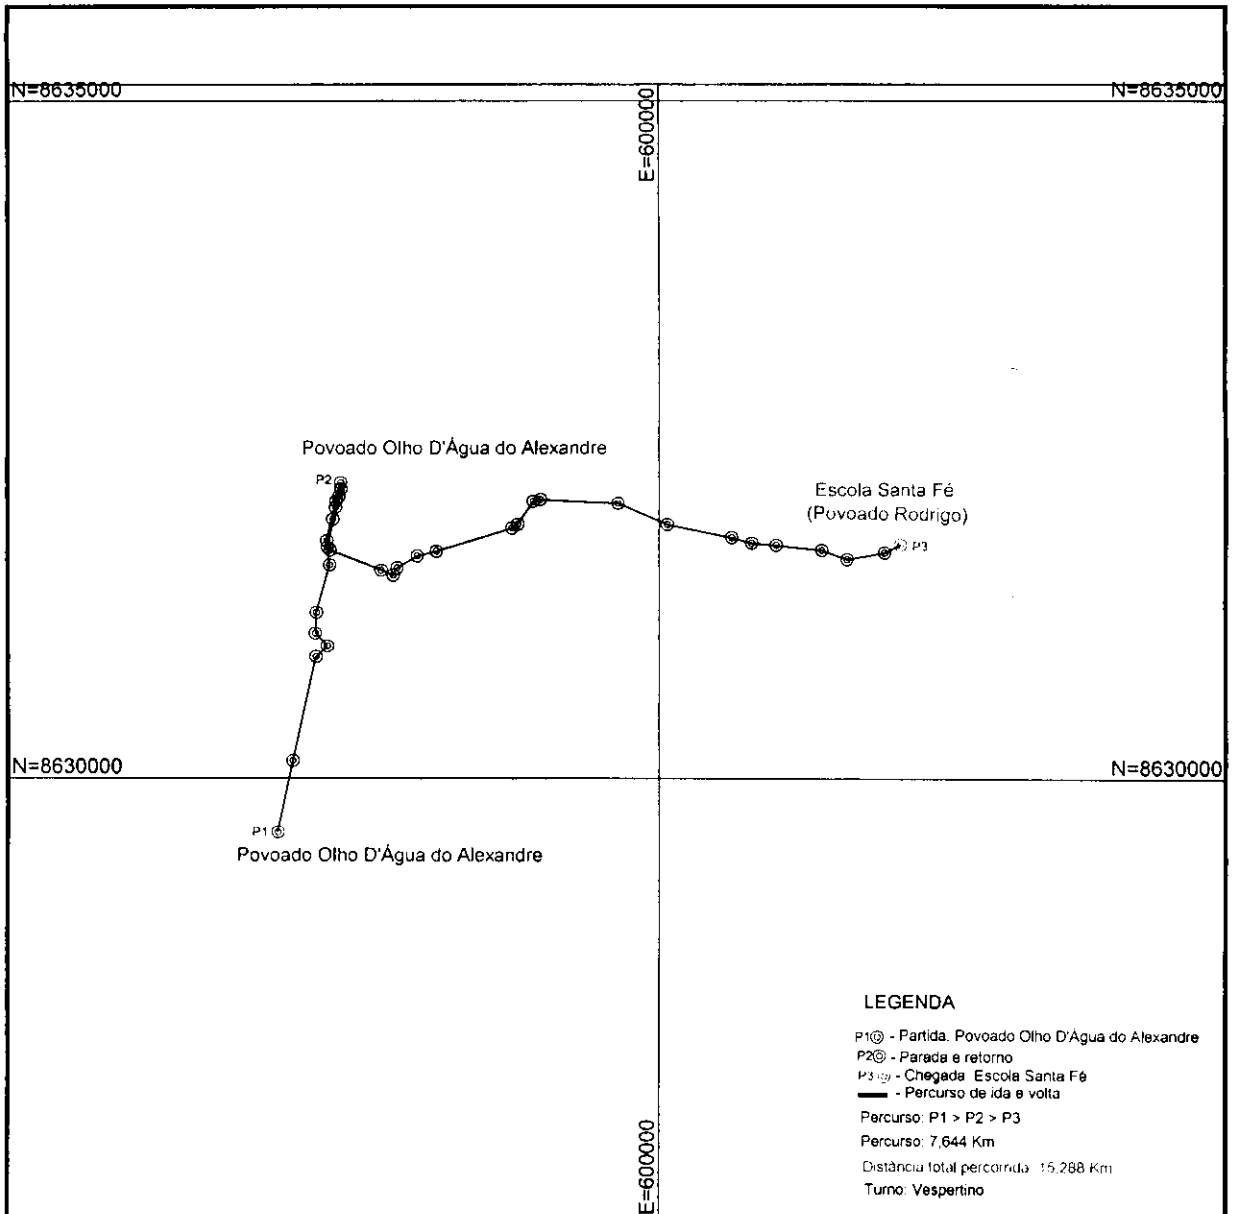 N=8635000
N=8635000
E=600000
Povoado Olho D'Água do Alexandre
P2
Escola Santa Fé
(Povoado Rodrigo)
P3
N=8630000
N=8630000
P1
Povoado Olho D'Água do Alexandre
LEGENDA
P1 - Partida. Povoado Olho D'Água do Alexandre
P2 - Parada e retorno
P3 - Chegada Escola Santa Fé
- Percurso de ida e volta
Percurso: P1 > P2 > P3
Percurso: 7,644 Km
Distância total percorrida: 15,288 Km
Turno: Vespertino
E=600000